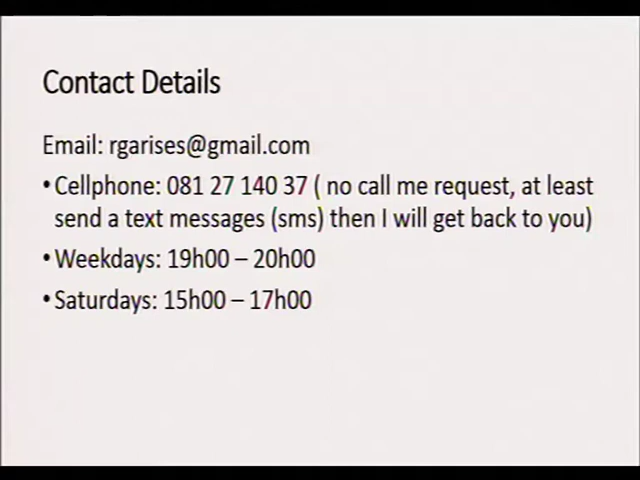 Contact Details
Email: rgarises@gmail.com
•Cellphone: 081 27 140 37 ( no call me request, at least
send a text messages (sms) then I will get back to you)
•Weekdays: 19h00 – 20h00
•Saturdays: 15h00 – 17h00